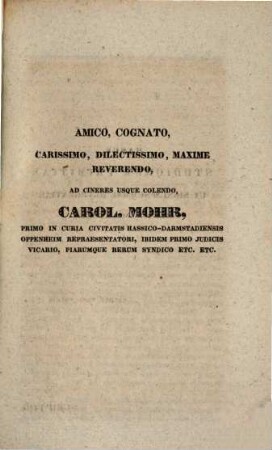 AMICO, COGNATO,
CARISSIMO, DILECTISSIMO, MAXIME
REVERENDO,
AD CINERES USQUE COLENDO,
CAROL. MOHR,
PRIMO IN CURIA CIVITATIS HASSICO-DARMSTADIENSIS
OPPENHEIM REPRAESENTATORI, IBIDEM PRIMO JUDICIS
VICARIO, PIARUMQUE RERUM SYNDICO ETC. ETC.